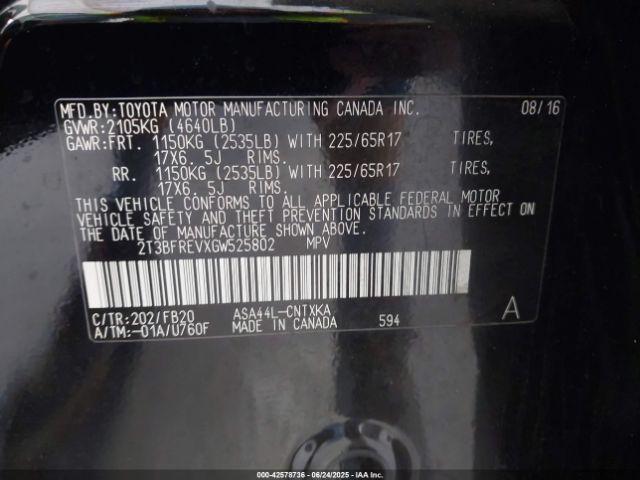 MFD.BY:TOYOTA MOTOR MANUFACTURING CANADA INC. 08/16
GVWR:2105KG (4640LB)
GAWR:FRT. 1150KG (2535LB) WITH 225/65R17 TIRES,
17X6. 5J RIMS.
RR. 1150KG (2535LB) WITH 225/65R17 TIRES,
17X6. 5J RIMS.
THIS VEHICLE CONFORMS TO ALL APPLICABLE FEDERAL MOTOR
VEHICLE SAFETY AND THEFT PREVENTION STANDARDS IN EFFECT ON
THE DATE OF MANUFACTURE SHOWN ABOVE.
2T3BFREVXGW525802 MPV
C/TR:202/FB20 ASA44L-CNTXKA
A/TM:-01A/U760F MADE IN CANADA 594 A
000-42578736 - 06/24/2025 - IAA Inc.